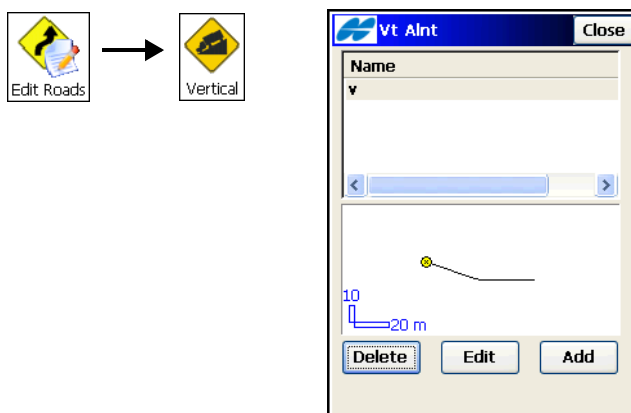 Edit Roads
Vertical
Vt Alnt
Close
Name
v
10
20 m
Delete
Edit
Add